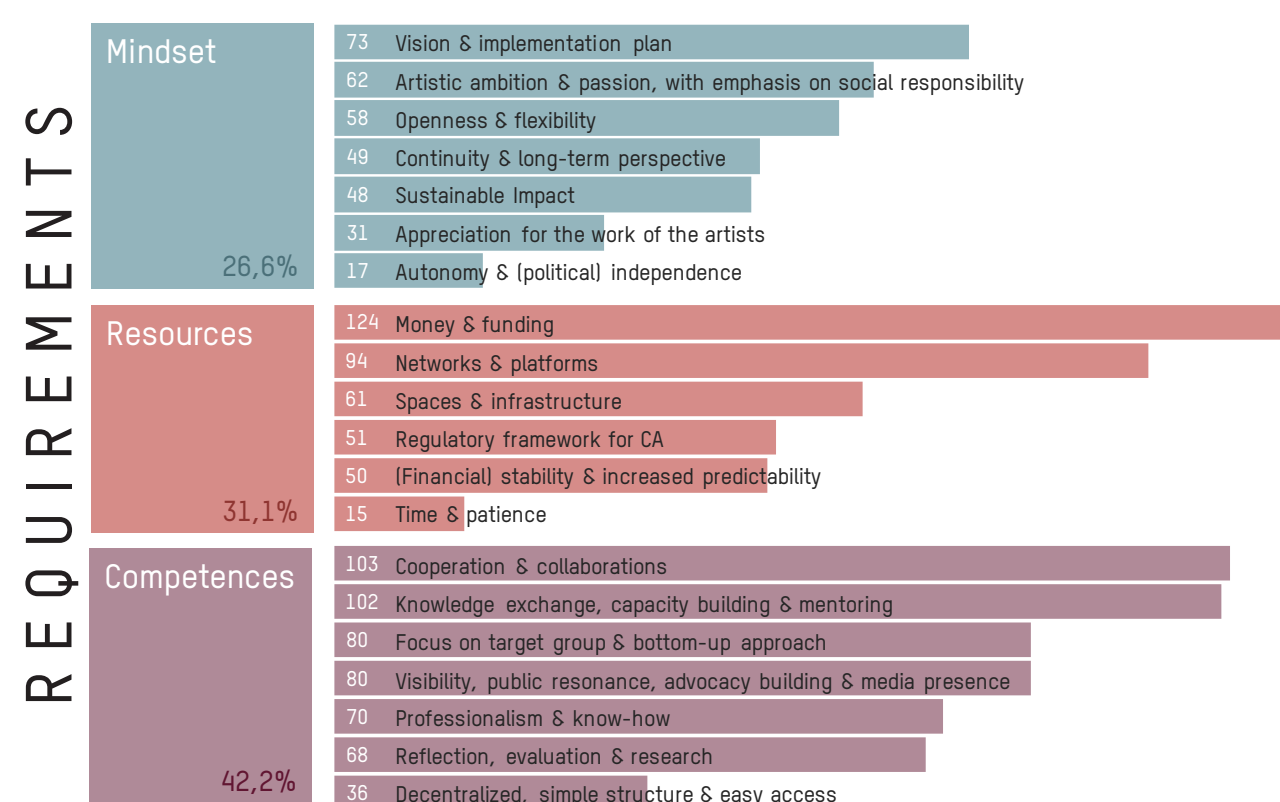 REQUIREMENTS
Mindset
26,6%
73 Vision & implementation plan
62 Artistic ambition & passion, with emphasis on social responsibility
58 Openness & flexibility
49 Continuity & long-term perspective
48 Sustainable Impact
31 Appreciation for the work of the artists
17 Autonomy & (political) independence
Resources
31,1%
124 Money & funding
94 Networks & platforms
61 Spaces & infrastructure
51 Regulatory framework for CA
50 (Financial) stability & increased predictability
15 Time & patience
Competences
42,2%
103 Cooperation & collaborations
102 Knowledge exchange, capacity building & mentoring
80 Focus on target group & bottom-up approach
80 Visibility, public resonance, advocacy building & media presence
70 Professionalism & know-how
68 Reflection, evaluation & research
36 Decentralized, simple structure & easy access